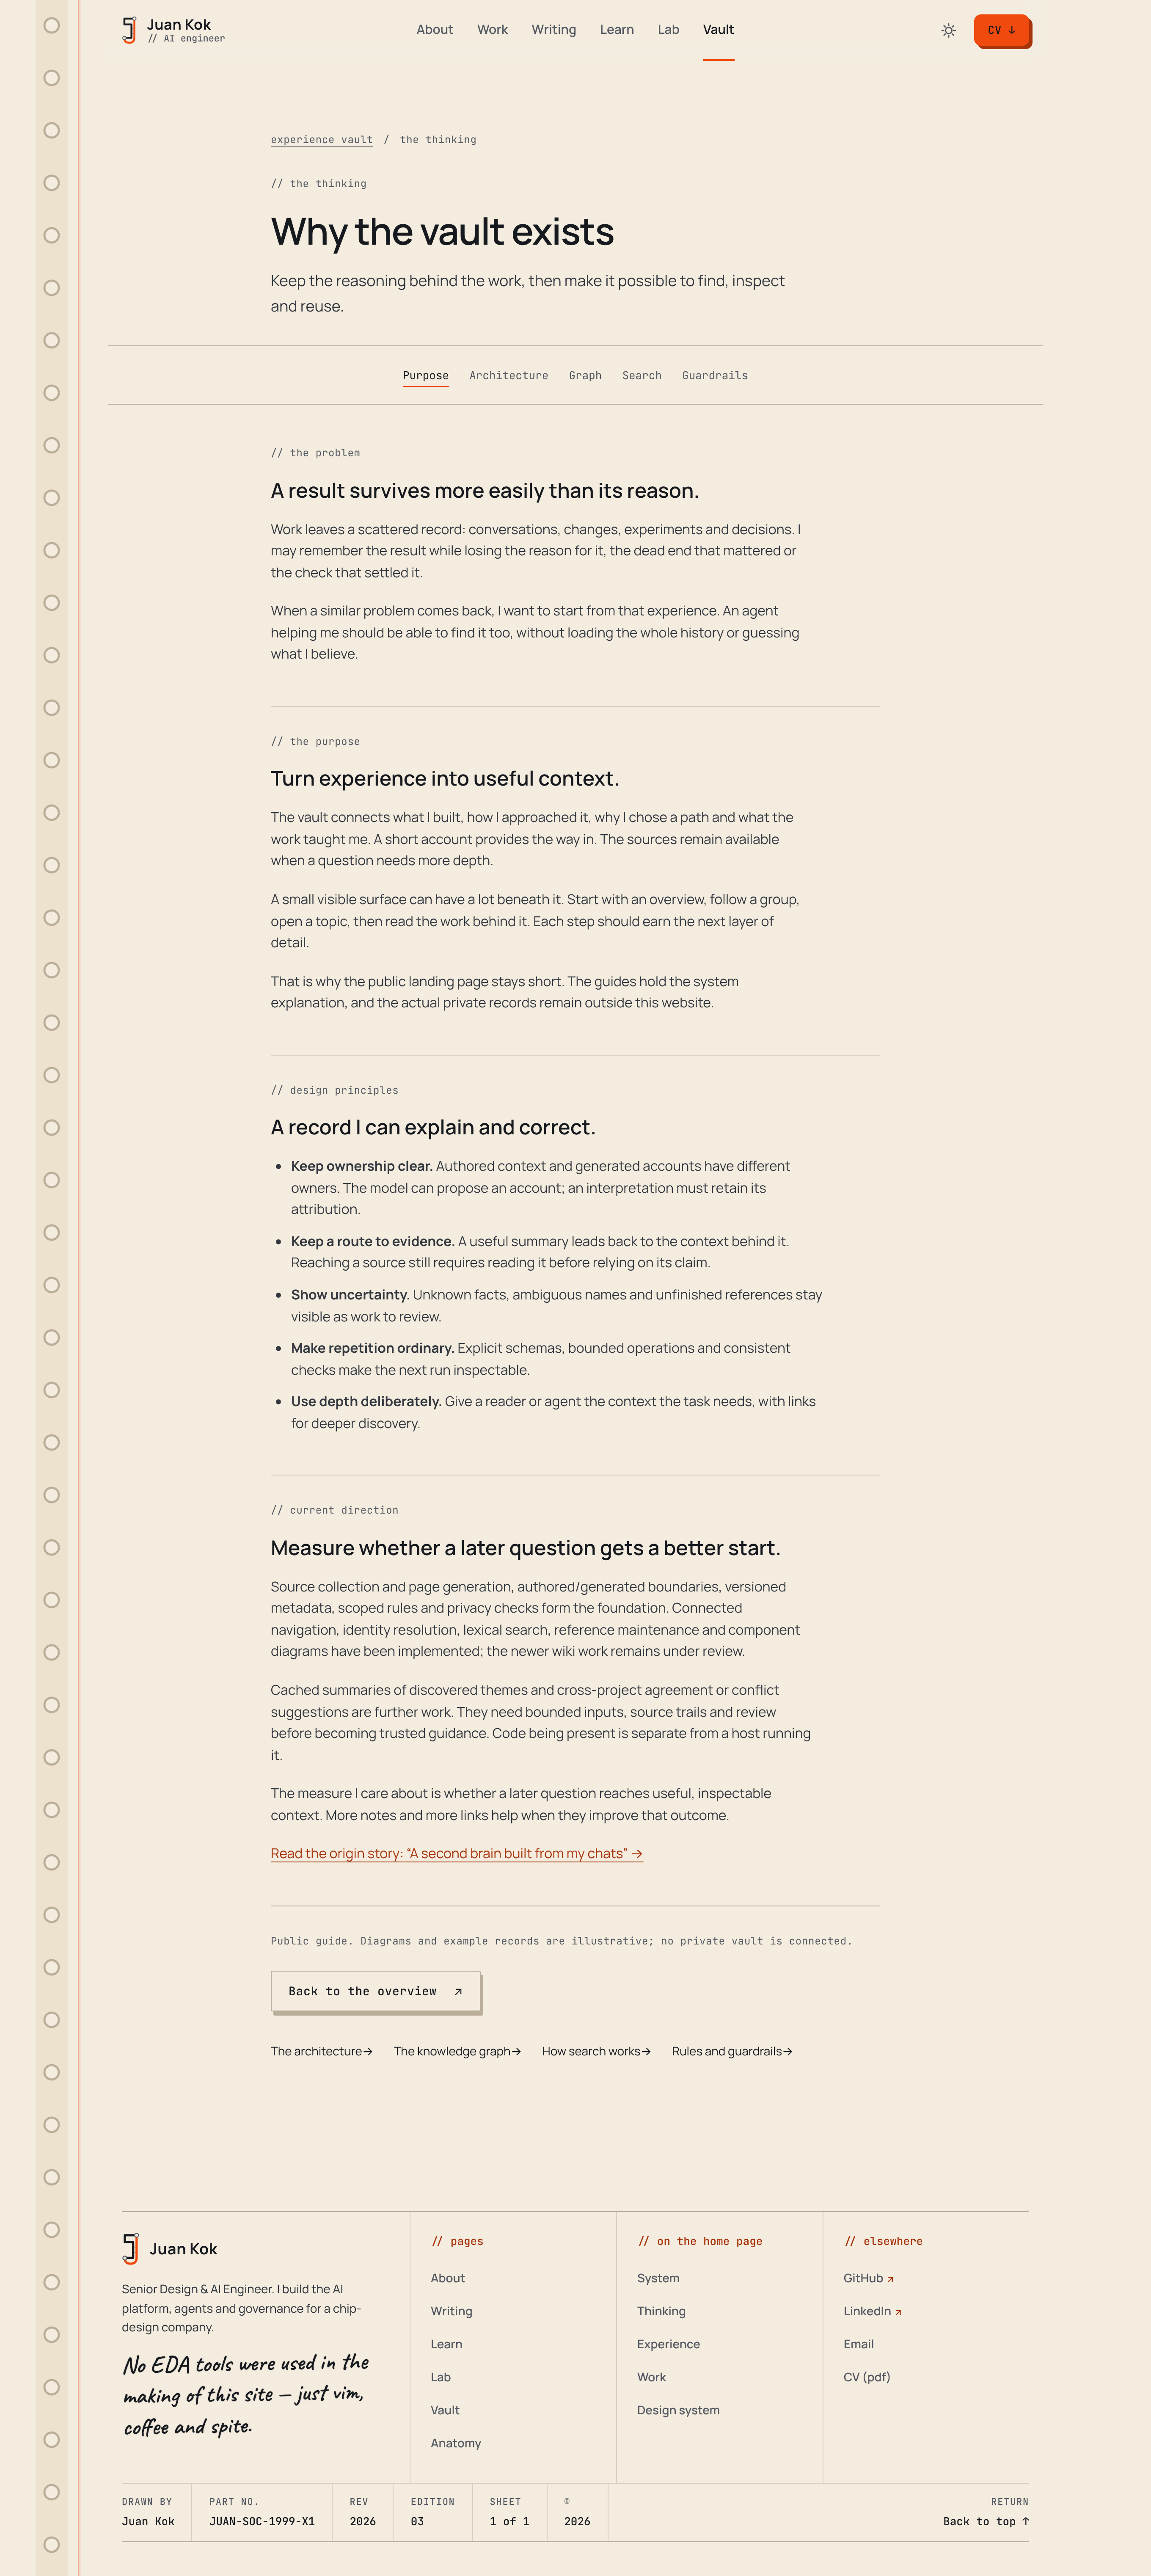 Juan Kok
// AI engineer
About Work Writing Learn Lab Vault
CV ↓
experience vault / the thinking
// the thinking
Why the vault exists
Keep the reasoning behind the work, then make it possible to find, inspect
and reuse.
Purpose Architecture Graph Search Guardrails
// the problem
A result survives more easily than its reason.
Work leaves a scattered record: conversations, changes, experiments and decisions. I
may remember the result while losing the reason for it, the dead end that mattered or
the check that settled it.
When a similar problem comes back, I want to start from that experience. An agent
helping me should be able to find it too, without loading the whole history or guessing
what I believe.
// the purpose
Turn experience into useful context.
The vault connects what I built, how I approached it, why I chose a path and what the
work taught me. A short account provides the way in. The sources remain available
when a question needs more depth.
A small visible surface can have a lot beneath it. Start with an overview, follow a group,
open a topic, then read the work behind it. Each step should earn the next layer of
detail.
That is why the public landing page stays short. The guides hold the system
explanation, and the actual private records remain outside this website.
// design principles
A record I can explain and correct.
• Keep ownership clear. Authored context and generated accounts have different
owners. The model can propose an account; an interpretation must retain its
attribution.
• Keep a route to evidence. A useful summary leads back to the context behind it.
Reaching a source still requires reading it before relying on its claim.
• Show uncertainty. Unknown facts, ambiguous names and unfinished references stay
visible as work to review.
• Make repetition ordinary. Explicit schemas, bounded operations and consistent
checks make the next run inspectable.
• Use depth deliberately. Give a reader or agent the context the task needs, with links
for deeper discovery.
// current direction
Measure whether a later question gets a better start.
Source collection and page generation, authored/generated boundaries, versioned
metadata, scoped rules and privacy checks form the foundation. Connected
navigation, identity resolution, lexical search, reference maintenance and component
diagrams have been implemented; the newer wiki work remains under review.
Cached summaries of discovered themes and cross-project agreement or conflict
suggestions are further work. They need bounded inputs, source trails and review
before becoming trusted guidance. Code being present is separate from a host running
it.
The measure I care about is whether a later question reaches useful, inspectable
context. More notes and more links help when they improve that outcome.
Read the origin story: “A second brain built from my chats” →
Public guide. Diagrams and example records are illustrative; no private vault is connected.
Back to the overview ↗
The architecture→ The knowledge graph→ How search works→ Rules and guardrails→
Juan Kok
Senior Design & AI Engineer. I build the AI
platform, agents and governance for a chip-
design company.
No EDA tools were used in the
making of this site — just vim,
coffee and spite.
// pages
About
Writing
Learn
Lab
Vault
Anatomy
// on the home page
System
Thinking
Experience
Work
Design system
// elsewhere
GitHub ↗
LinkedIn ↗
Email
CV (pdf)
DRAWN BY PART NO. REV EDITION SHEET © RETURN
Juan Kok JUAN-SOC-1999-X1 2026 03 1 of 1 2026 Back to top ↑